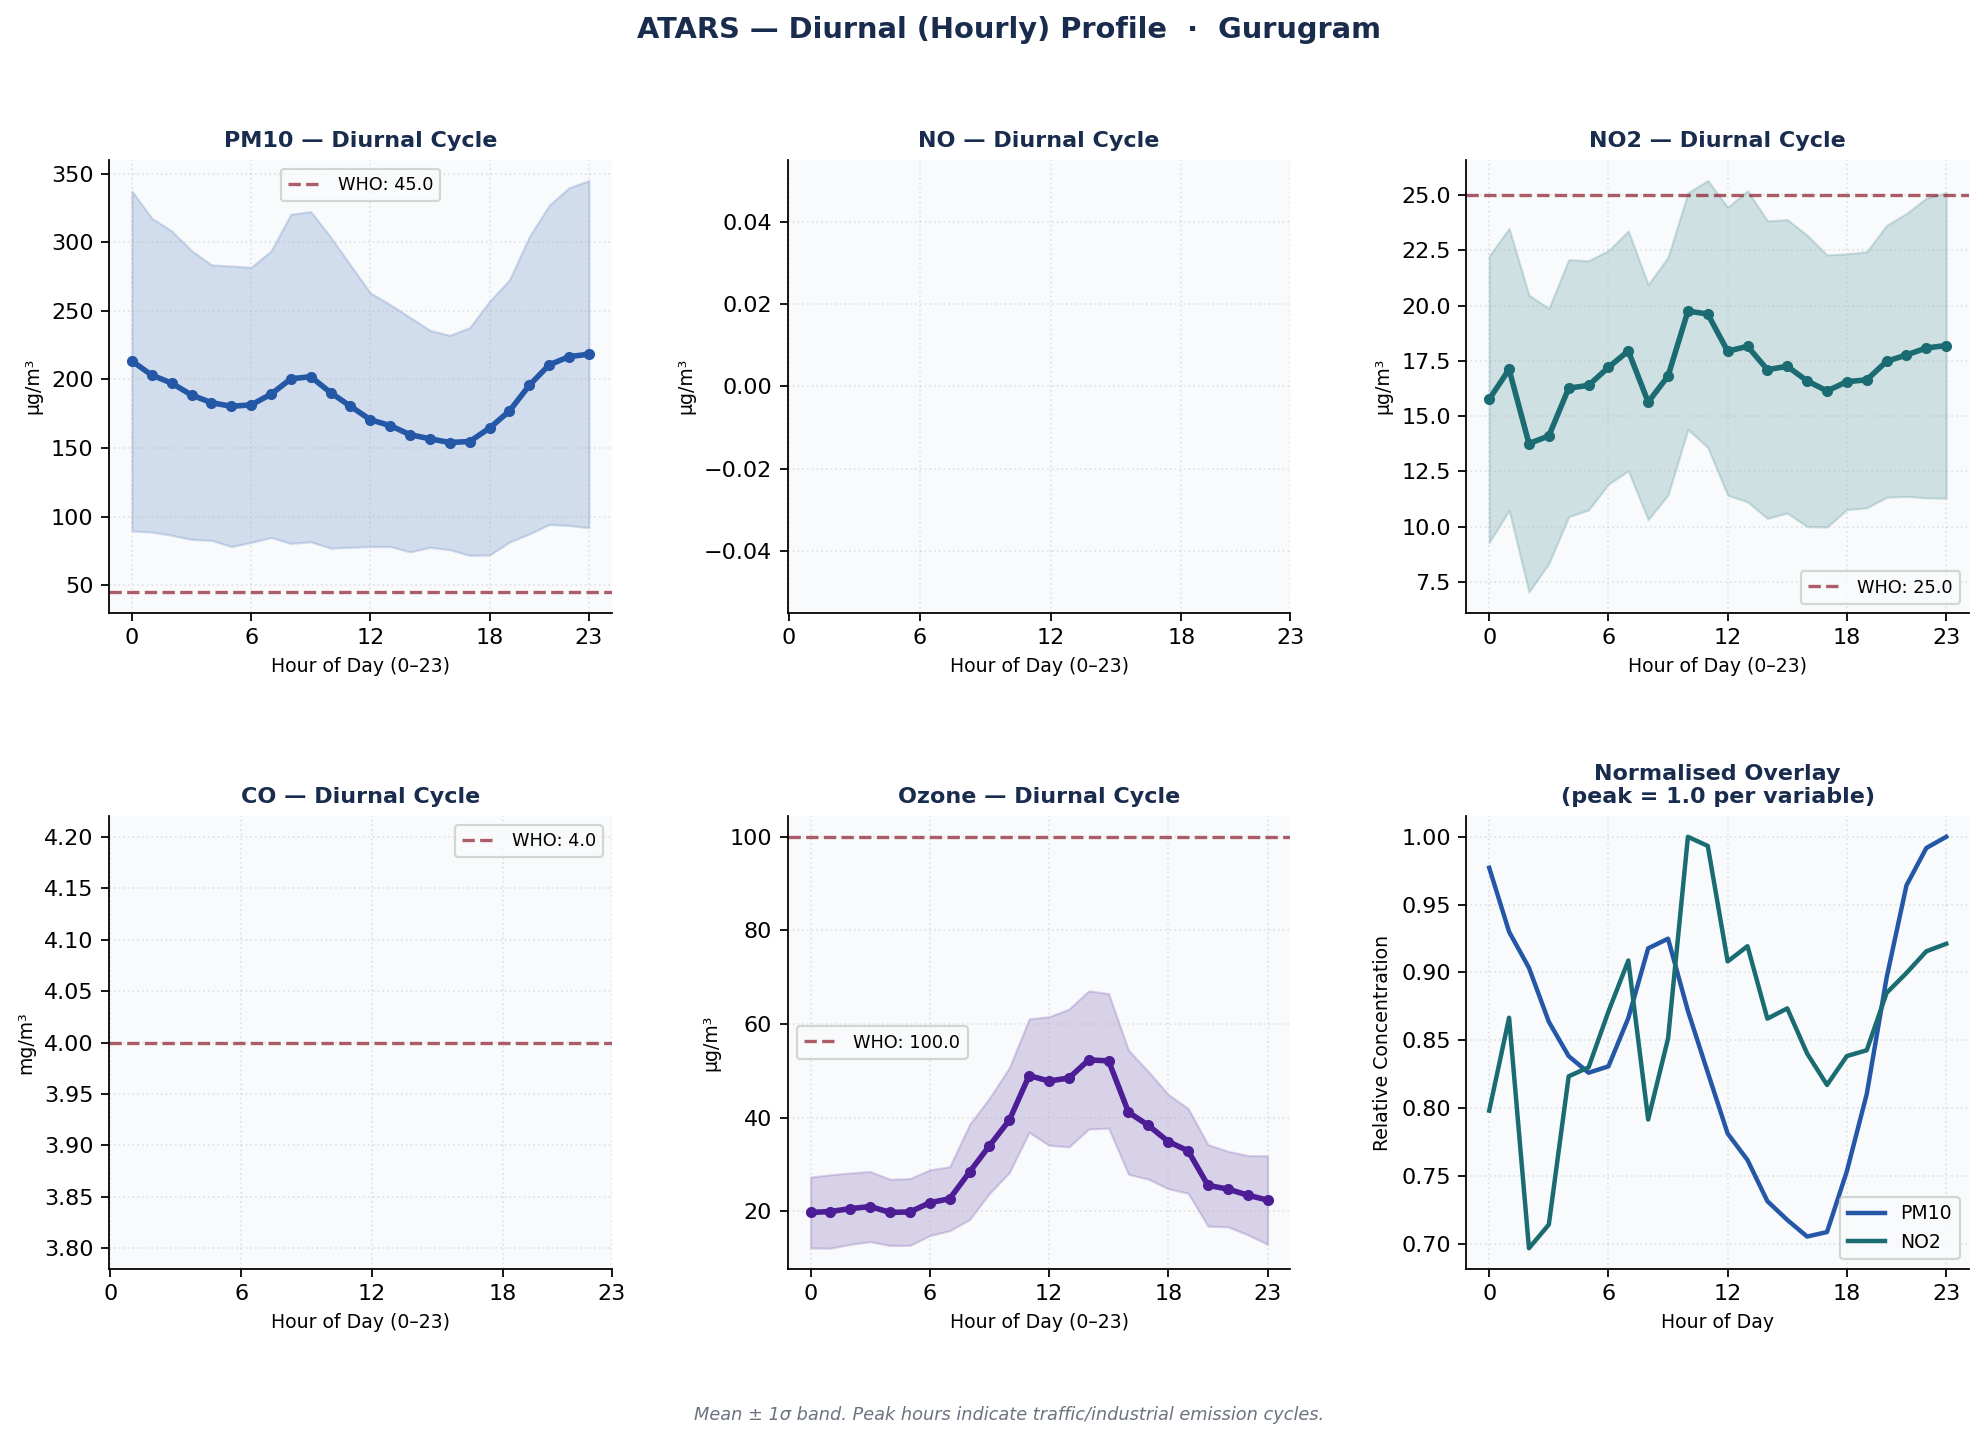 ATARS — Diurnal (Hourly) Profile · Gurugram
PM10 — Diurnal Cycle
350
300
250
200
150
100
50
µg/m³
WHO: 45.0
0 6 12 18 23
Hour of Day (0–23)
NO — Diurnal Cycle
0.04
0.02
0.00
−0.02
−0.04
µg/m³
0 6 12 18 23
Hour of Day (0–23)
NO2 — Diurnal Cycle
25.0
22.5
20.0
17.5
15.0
12.5
10.0
7.5
µg/m³
WHO: 25.0
0 6 12 18 23
Hour of Day (0–23)
CO — Diurnal Cycle
4.20
4.15
4.10
4.05
4.00
3.95
3.90
3.85
3.80
mg/m³
WHO: 4.0
0 6 12 18 23
Hour of Day (0–23)
Ozone — Diurnal Cycle
100
80
60
40
20
µg/m³
WHO: 100.0
0 6 12 18 23
Hour of Day (0–23)
Normalised Overlay
(peak = 1.0 per variable)
1.00
0.95
0.90
0.85
0.80
0.75
0.70
Relative Concentration
PM10
NO2
0 6 12 18 23
Hour of Day
Mean ± 1σ band. Peak hours indicate traffic/industrial emission cycles.